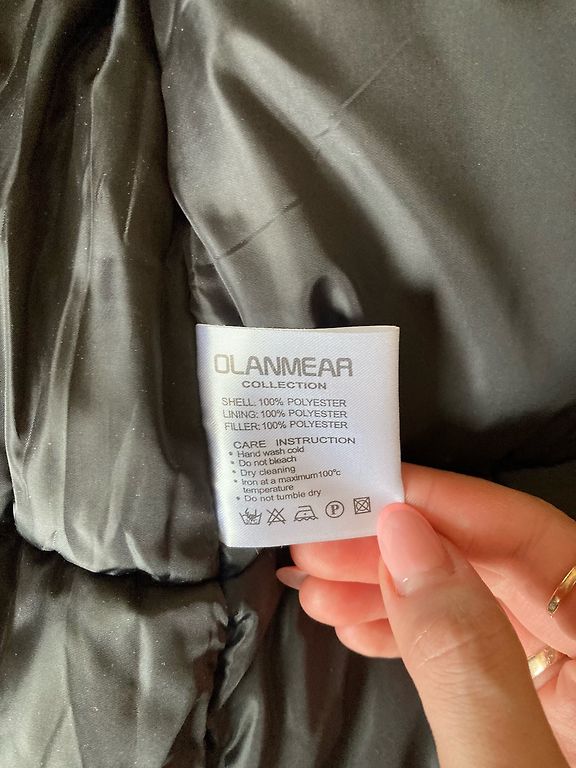 OLANMEAR
COLLECTION
SHELL: 100% POLYESTER
LINING: 100% POLYESTER
FILLER: 100% POLYESTER
CARE INSTRUCTION
* Hand wash cold
* Do not bleach
* Dry cleaning
* Iron at a maximum100°c
temperature
* Do not tumble dry
P